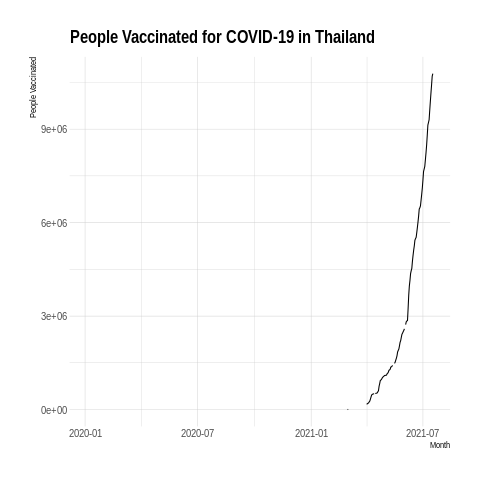 People Vaccinated for COVID-19 in Thailand
People Vaccinated
9e+06
6e+06
3e+06
0e+00
2020-01 2020-07 2021-01 2021-07
Month